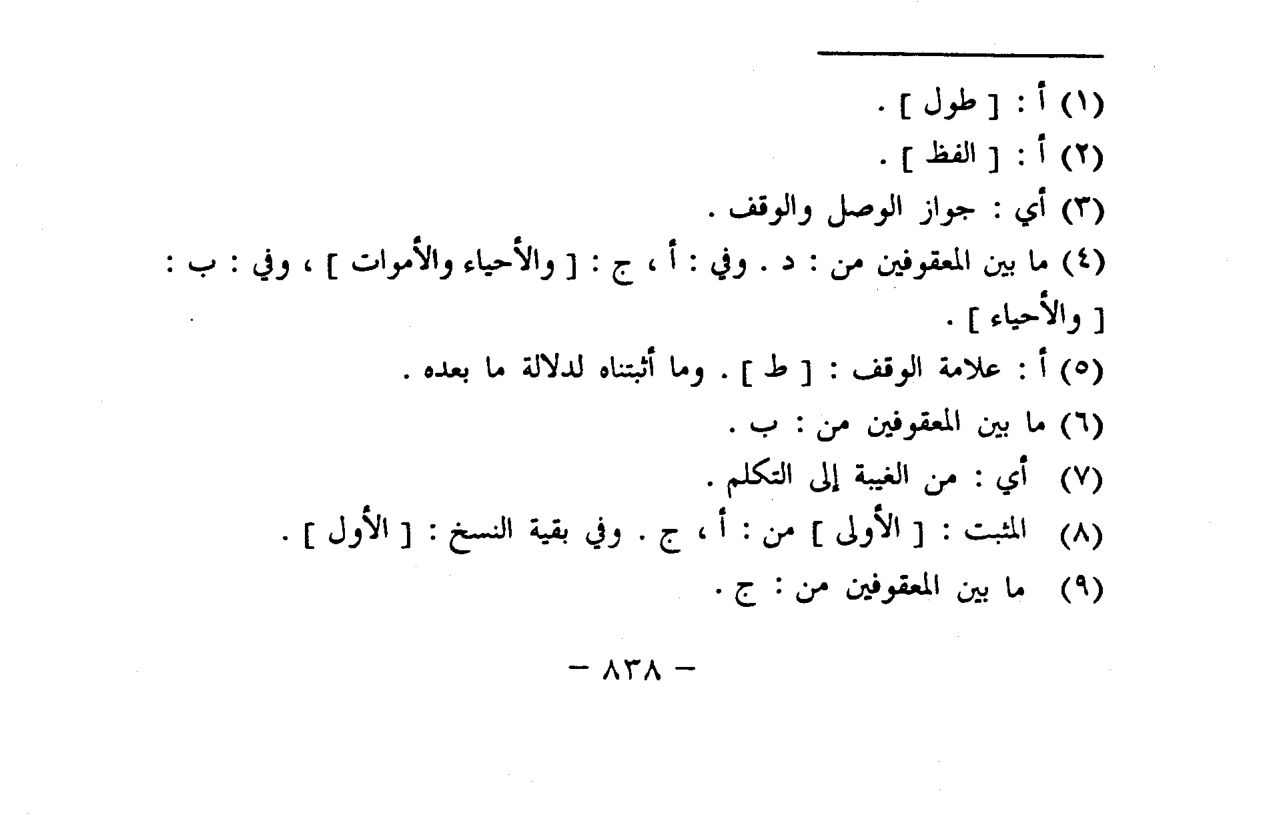 (١) أ : [ طول ] .
(٢) أ : [ الفظ ] .
(٣) أي : جواز الوصل والوقف .
(٤) ما بين المعقوفين من : د . وفي : أ ، ج : [ والأحياء والأموات ] ، وفي : ب :
[ والأحياء ] .
(٥) أ : علامة الوقف : [ ط ] . وما أثبتناه لدلالة ما بعده .
(٦) ما بين المعقوفين من : ب .
(٧) أي : من الغيبة إلى التكلم .
(٨) المثبت : [ الأولى ] من : أ ، ج . وفي بقية النسخ : [ الأول ] .
(٩) ما بين المعقوفين من : ج .
– ٨٣٨ –